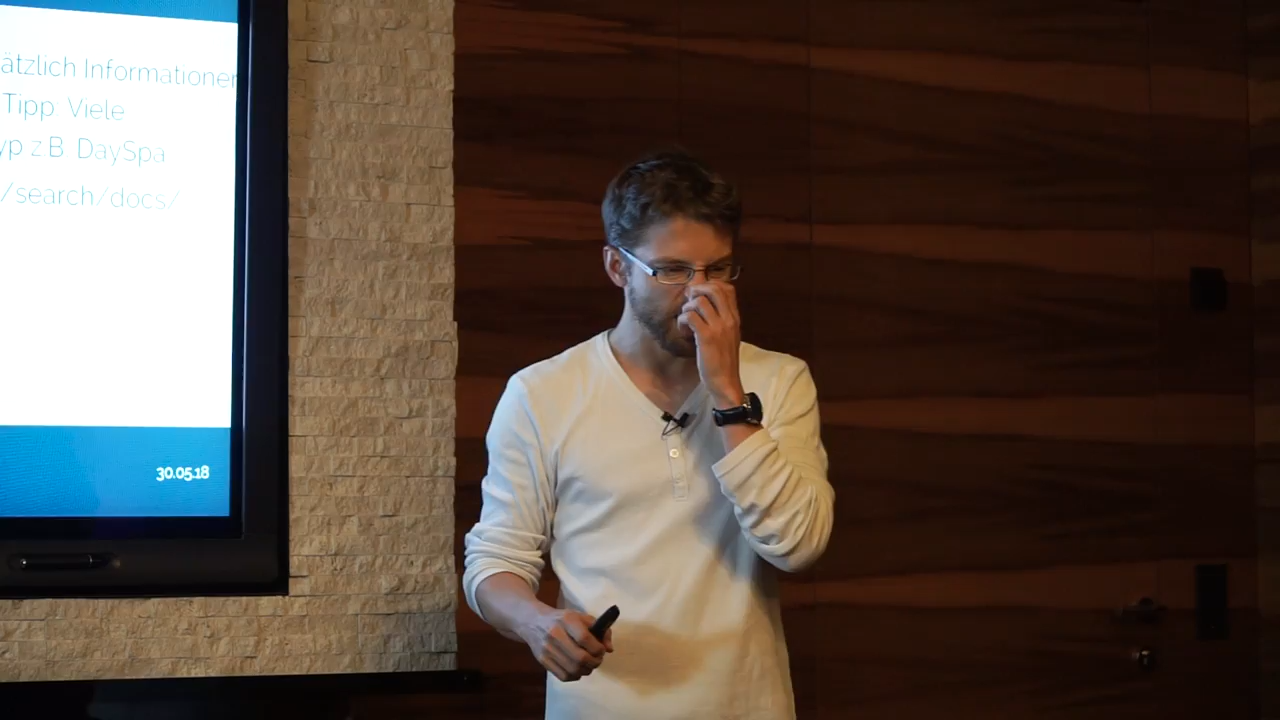 ätzlich Informationen
Tipp: Viele
yp z.B. DaySpa
/search/docs/
30.05.18